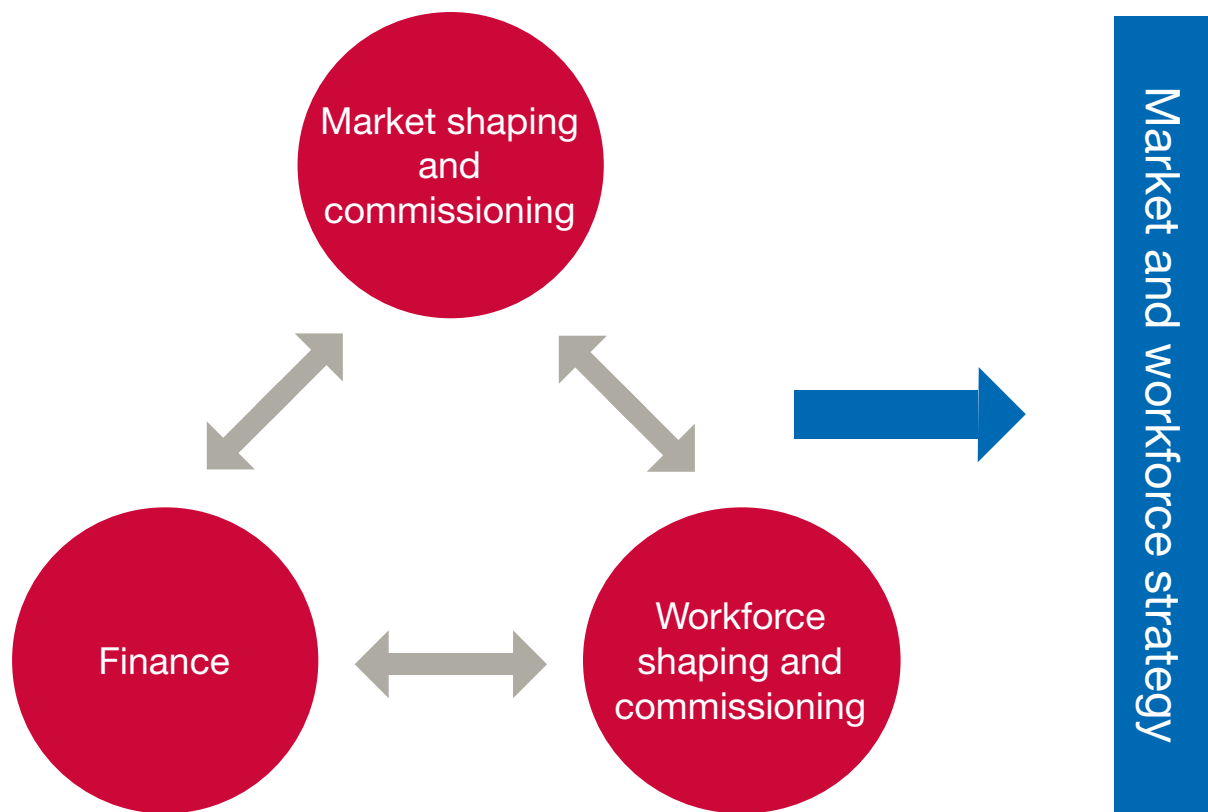 Market shaping
and
commissioning
Finance
Workforce
shaping and
commissioning
Market and workforce strategy